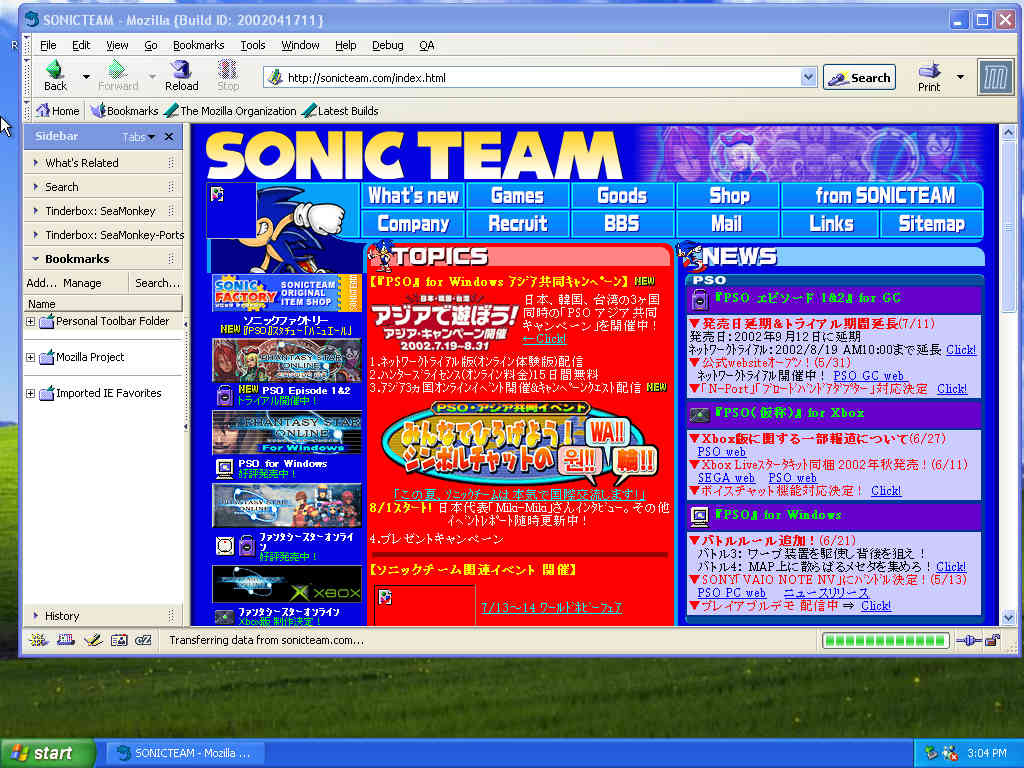 SONICTEAM - Mozilla {Build ID: 2002041711}
File Edit View Go Bookmarks Tools Window Help Debug QA
Back Forward Reload Stop
http://sonicteam.com/index.html
Search
Print
Home Bookmarks The Mozilla Organization Latest Builds
Sidebar Tabs
What's Related
Search
Tinderbox: SeaMonkey
Tinderbox: SeaMonkey-Ports
Bookmarks
Add... Manage Search...
Name
Personal Toolbar Folder
Mozilla Project
Imported IE Favorites
History
SONIC TEAM
What's new Games Goods Shop from SONICTEAM
Company Recruit BBS Mail Links Sitemap
SONIC FACTORY
SONICTEAM ORIGINAL ITEM SHOP
ソニックファクトリー
NEW 『PSO』スタチュー「ルニュエール」
PHANTASY STAR ONLINE
NEW PSO Episode 1&2
トライアル開催中！
PHANTASY STAR ONLINE
For Windows
PSO for Windows
好評発売中！
PHANTASY STAR ONLINE
ファンタシースターオンライン
好評発売中！
XBOX
ファンタシースターオンライン
Xbox版 制作決定！
TOPICS
【『PSO』 for Windows アジア共同キャンペーン】 NEW
日本・韓国・台湾
アジアで遊ぼう!
アジア・キャンペーン開催
2002.7.19-8.31
日本、韓国、台湾の3ヶ国
同時の「PSO アジア 共同
キャンペーン」を開催中！
←Click!
1.ネットワークトライアル版(オンライン体験版)配信
2.ハンターズライセンス(オンライン料金)15日間無料
3.アジア3カ国オンラインイベント開催&キャンペーンクエスト配信 NEW
PSO・アジア共同イベント
みんなでひろげよう！
シンボルチャットの
WA!! 원!! 輪!!
「この夏、ソニックチームは本気で国際交流します!」
8/1スタート! 日本代表「Miki-Miki」さんインタビュー。その他
イベントレポート随時更新中！
4.プレゼントキャンペーン
【ソニックチーム関連イベント 開催】
7/13～14 ワールドホビーフェア
NEWS
PSO
『PSO エピソード 1&2』 for GC
▼発売日延期&トライアル期間延長(7/11)
発売日：2002年9月12日に延期
ネットワークトライアル：2002/8/19 AM10:00まで延長 Click!
▼公式websiteオープン！(5/31)
ネットワークトライアル開催中！ PSO GC web
▼「N-Port」「ブロードバンドアダプター」対応決定 Click!
『PSO(仮称)』 for Xbox
▼Xbox版に関する一部報道について(6/27)
PSO web
▼Xbox Liveスタータキット同梱 2002年秋発売！(6/11)
SEGA web PSO web
▼ボイスチャット機能対応決定！ Click!
『PSO』 for Windows
▼バトルルール追加！(6/21)
バトル3: ワープ装置を駆使し背後を狙え！
バトル4: MAP上に散らばるメセタを集めろ！Click!
▼SONY「VAIO NOTE NV」にバンドル決定！(5/13)
PSO PC web ニュースリリース
▼プレイアブルデモ 配信中 ⇒ Click!
Transferring data from sonicteam.com...
start
SONICTEAM - Mozilla ...
3:04 PM